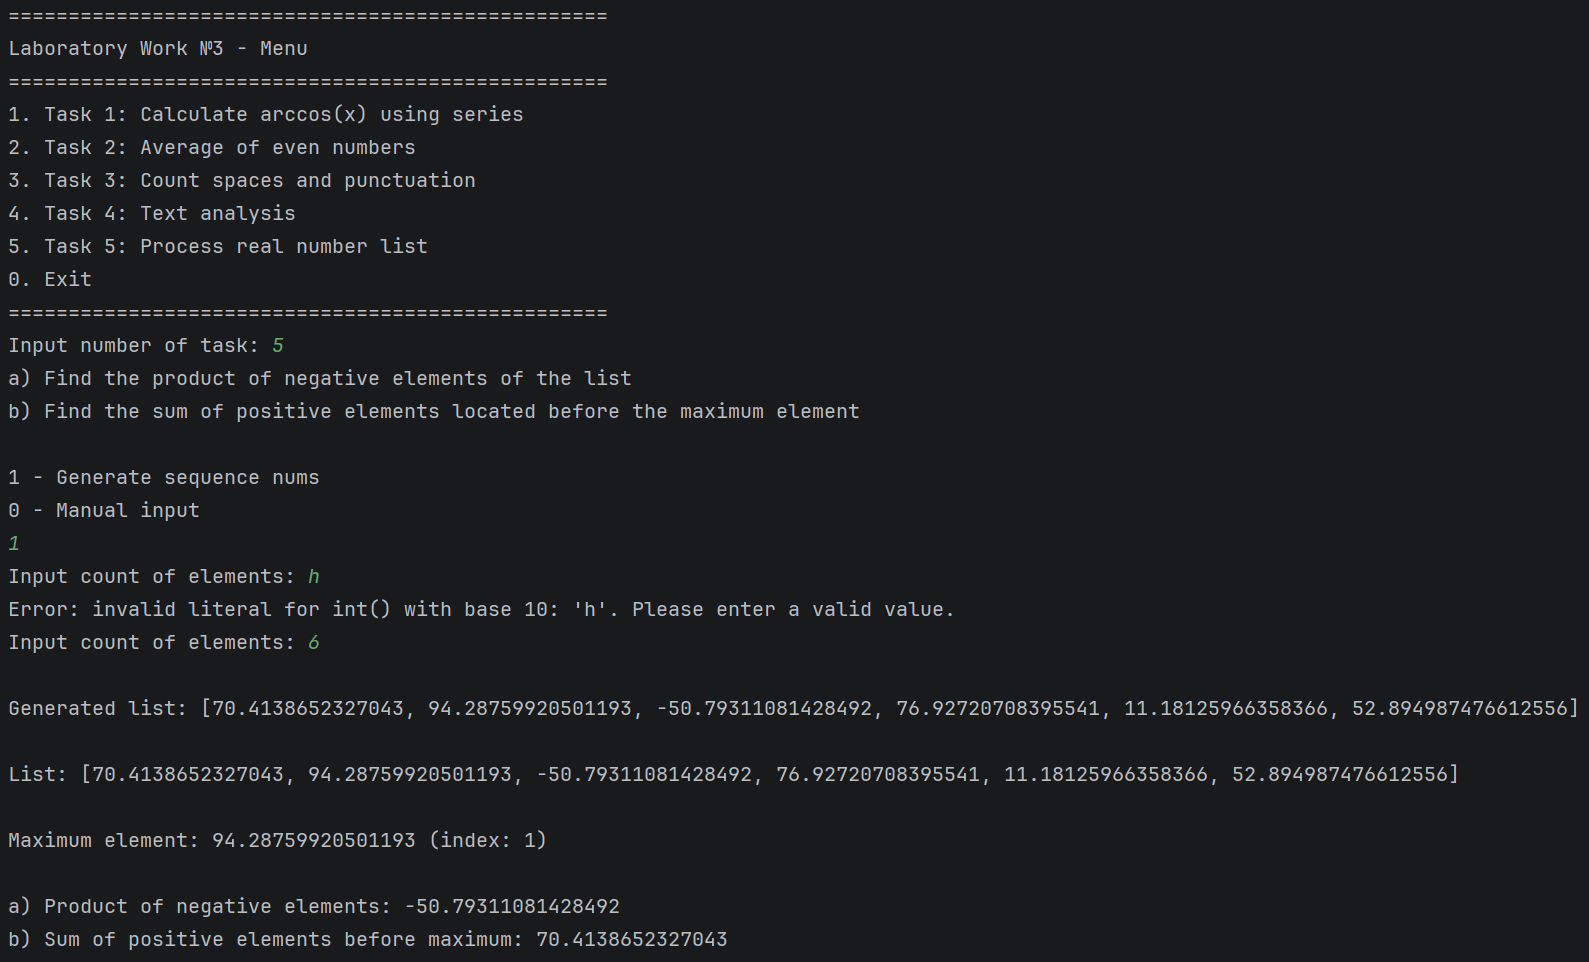 ==================================================
Laboratory Work №3 - Menu
==================================================
1. Task 1: Calculate arccos(x) using series
2. Task 2: Average of even numbers
3. Task 3: Count spaces and punctuation
4. Task 4: Text analysis
5. Task 5: Process real number list
0. Exit
==================================================
Input number of task: 5
a) Find the product of negative elements of the list
b) Find the sum of positive elements located before the maximum element
1 - Generate sequence nums
0 - Manual input
1
Input count of elements: h
Error: invalid literal for int() with base 10: 'h'. Please enter a valid value.
Input count of elements: 6
Generated list: [70.4138652327043, 94.28759920501193, -50.79311081428492, 76.92720708395541, 11.18125966358366, 52.894987476612556]
List: [70.4138652327043, 94.28759920501193, -50.79311081428492, 76.92720708395541, 11.18125966358366, 52.894987476612556]
Maximum element: 94.28759920501193 (index: 1)
a) Product of negative elements: -50.79311081428492
b) Sum of positive elements before maximum: 70.4138652327043